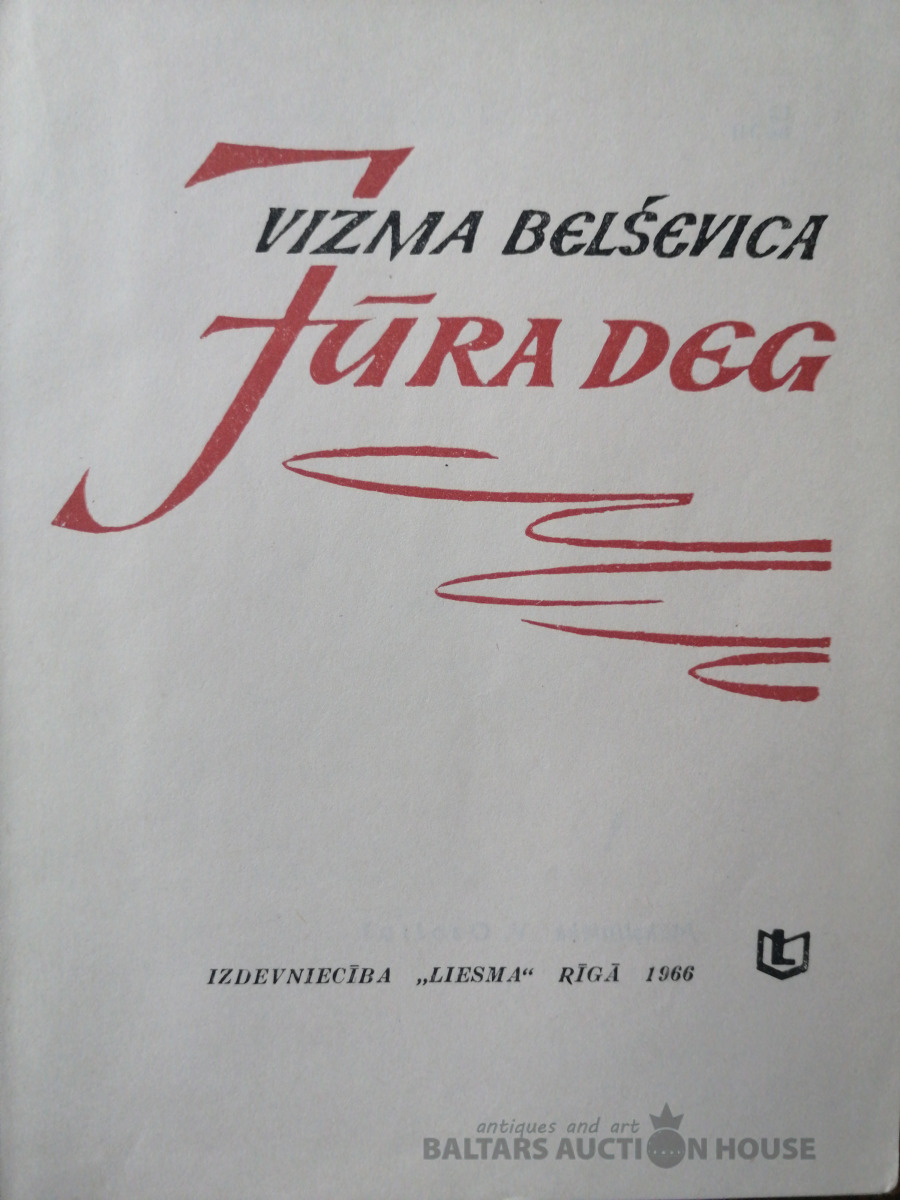 VIZMA BELŠEVICA
JŪRA DEG
IZDEVNIECĪBA „LIESMA“ RĪGĀ 1966
L
antiques and art
BALTARS AUCTION HOUSE